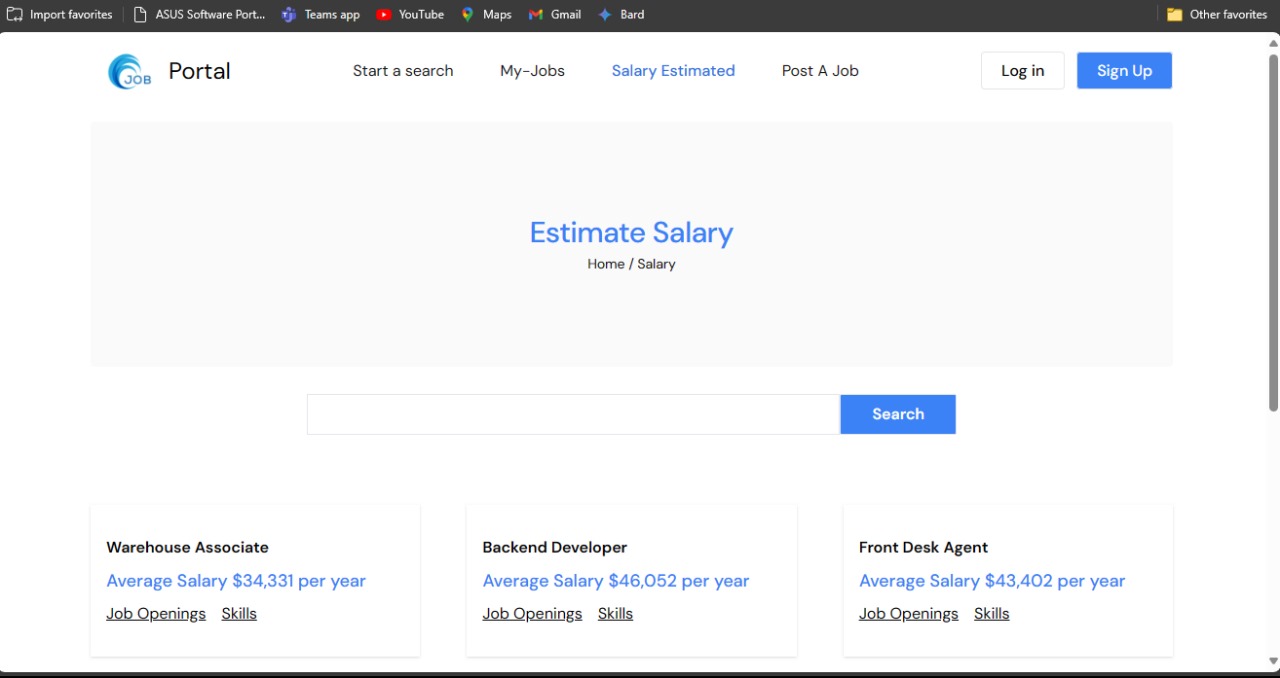 Import favorites ASUS Software Port... Teams app YouTube Maps Gmail Bard Other favorites
JOB Portal Start a search My-Jobs Salary Estimated Post A Job Log in Sign Up
Estimate Salary
Home / Salary
Search
Warehouse Associate
Average Salary $34,331 per year
Job Openings Skills
Backend Developer
Average Salary $46,052 per year
Job Openings Skills
Front Desk Agent
Average Salary $43,402 per year
Job Openings Skills